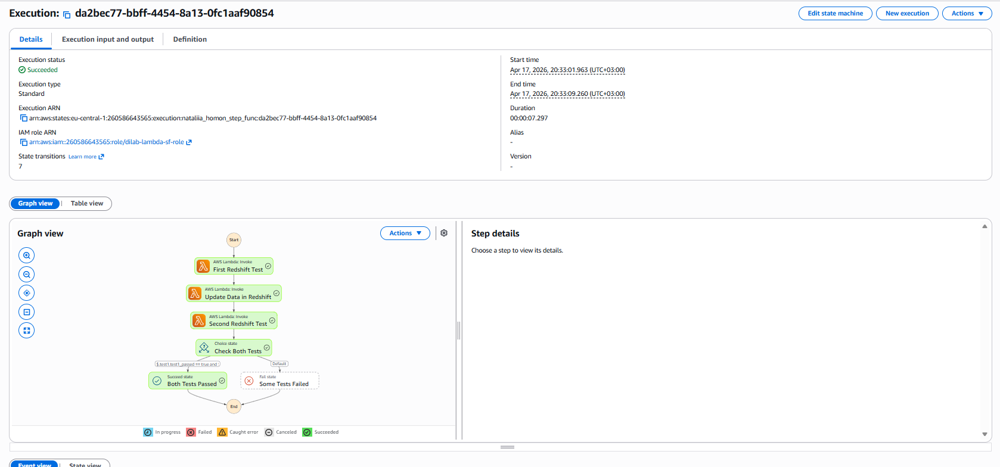 Execution: da2bec77-bbff-4454-8a13-0fc1aaf90854
Edit state machine
New execution
Actions
Details
Execution input and output
Definition
Execution status
Succeeded
Execution type
Standard
Execution ARN
arn:aws:states:eu-central-1:260586643565:execution:nataliia_homon_step_func:da2bec77-bbff-4454-8a13-0fc1aaf90854
IAM role ARN
arn:aws:iam::260586643565:role/dilab-lambda-sf-role
State transitions Learn more
7
Start time
Apr 17, 2026, 20:33:01.963 (UTC+03:00)
End time
Apr 17, 2026, 20:33:09.260 (UTC+03:00)
Duration
00:00:07.297
Alias
-
Version
-
Graph view
Table view
Graph view
Actions
Start
AWS Lambda: Invoke
First Redshift Test
AWS Lambda: Invoke
Update Data in Redshift
AWS Lambda: Invoke
Second Redshift Test
Choice state
Check Both Tests
$.test1.test1_passed == true and
Default
Succeed state
Both Tests Passed
Fail state
Some Tests Failed
End
In progress
Failed
Caught error
Canceled
Succeeded
Step details
Choose a step to view its details.
Event view
State view